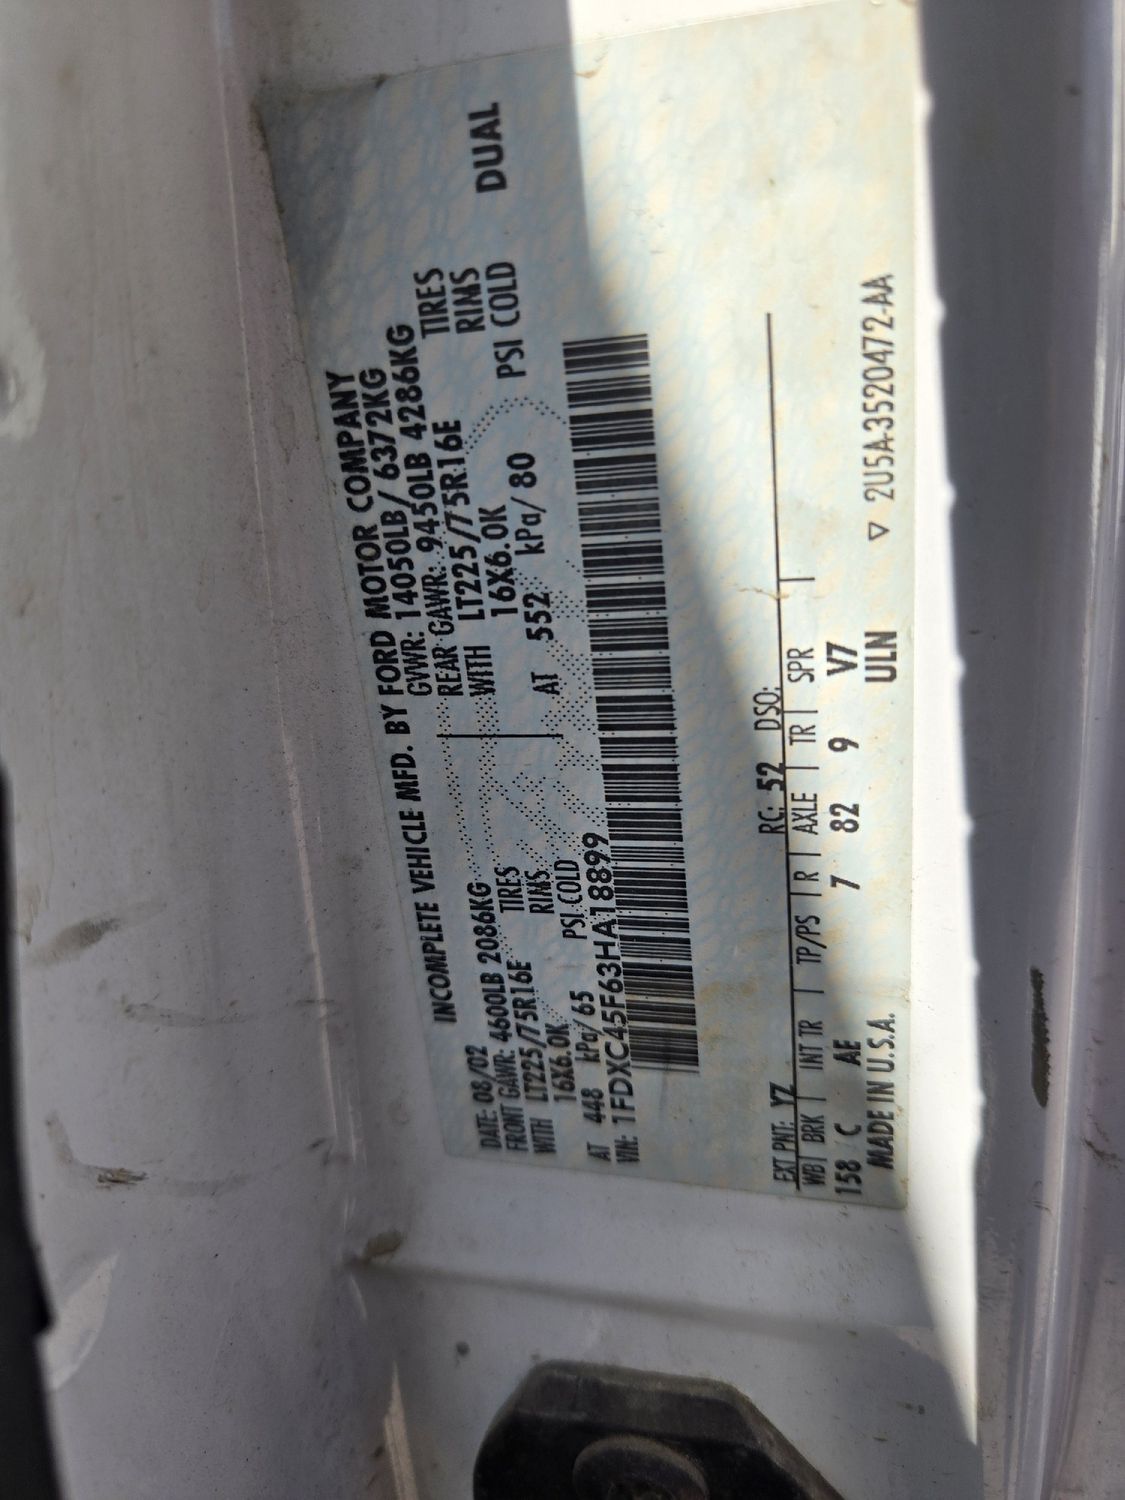 INCOMPLETE VEHICLE MFD. BY FORD MOTOR COMPANY
DATE: 08/02 GVWR: 14050LB/ 6372KG
FRONT GAWR: 4600LB 2086KG REAR GAWR: 9450LB 4286KG
WITH LT225/75R16E TIRES WITH LT225/75R16E TIRES
16X6.0K RIMS 16X6.0K RIMS
AT 448 kPa/ 65 PSI COLD AT 552 kPa/ 80 PSI COLD DUAL
VIN: 1FDXC45F63HA18899
EXT PNT: YZ RC: 52 DSO:
WB | BRK | INT TR | TP/PS | R | AXLE | TR | SPR |
158 C AE 7 82 9 V7
MADE IN U.S.A. ULN ▽ 2U5A-3520472-AA